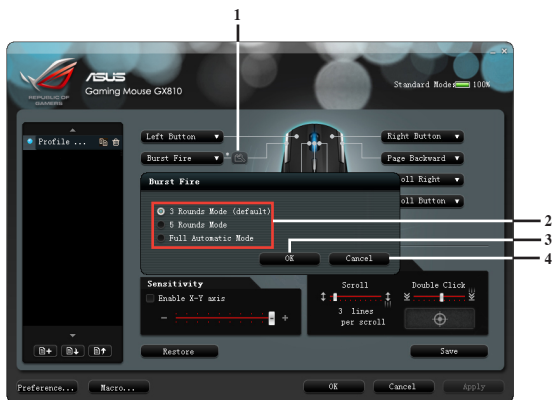 1
ASUS
Gaming Mouse GX810
REPUBLIC OF
GAMERS
Standard Mode 100%
Profile ...
Left Button
Right Button
Burst Fire
Page Backward
oll Right
oll Button
Burst Fire
3 Rounds Mode (default)
5 Rounds Mode
Full Automatic Mode
2
3
OK
Cancel
4
Sensitivity
Enable X-Y axis
Scroll
Double Click
3 lines
per scroll
Restore
Save
Preference...
Macro...
OK
Cancel
Apply